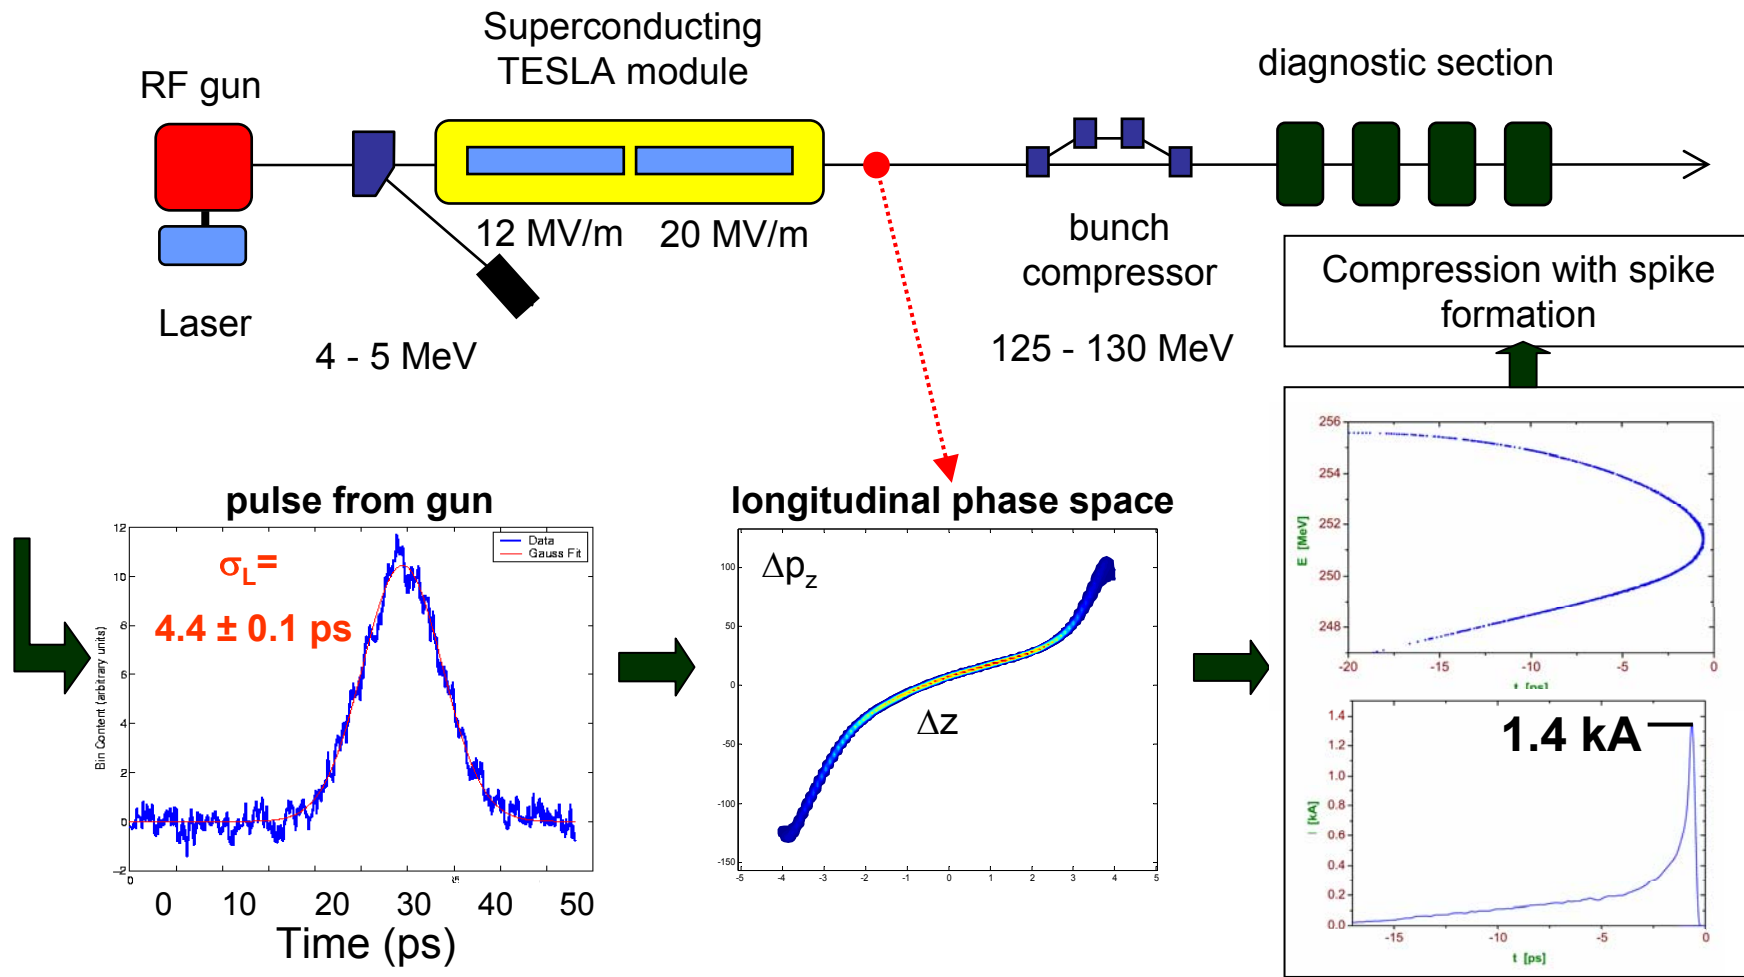 Superconducting
TESLA module
RF gun
diagnostic section
12 MV/m
20 MV/m
Laser
4 - 5 MeV
bunch
compressor
125 - 130 MeV
Compression with spike
formation
pulse from gun
12
10
8
6
4
2
0
-2
Bin Content (arbitrary units)
σL=
4.4 ± 0.1 ps
Data
Gauss Fit
0
0 10 20 30 40 50
Time (ps)
longitudinal phase space
Δpz
Δz
100
50
0
-50
-100
-150
-5 -4 -3 -2 -1 0 1 2 3 4 5
256
254
252
250
248
E [MeV]
-20 -15 -10 -5 0
t [ps]
1.4 kA
1.4
1.2
1.0
0.8
0.6
0.4
0.2
0.0
I [kA]
-15 -10 -5 0
t [ps]